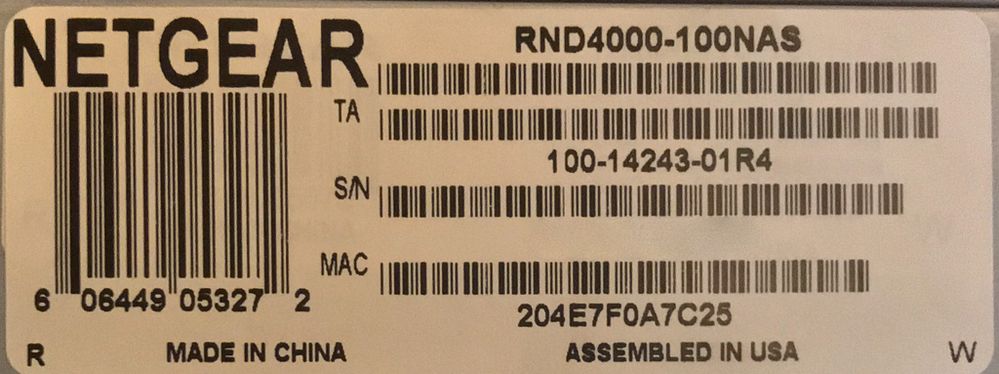 NETGEAR
RND4000-100NAS
TA
100-14243-01R4
S/N
MAC
204E7F0A7C25
6 06449 05327 2
R MADE IN CHINA ASSEMBLED IN USA W